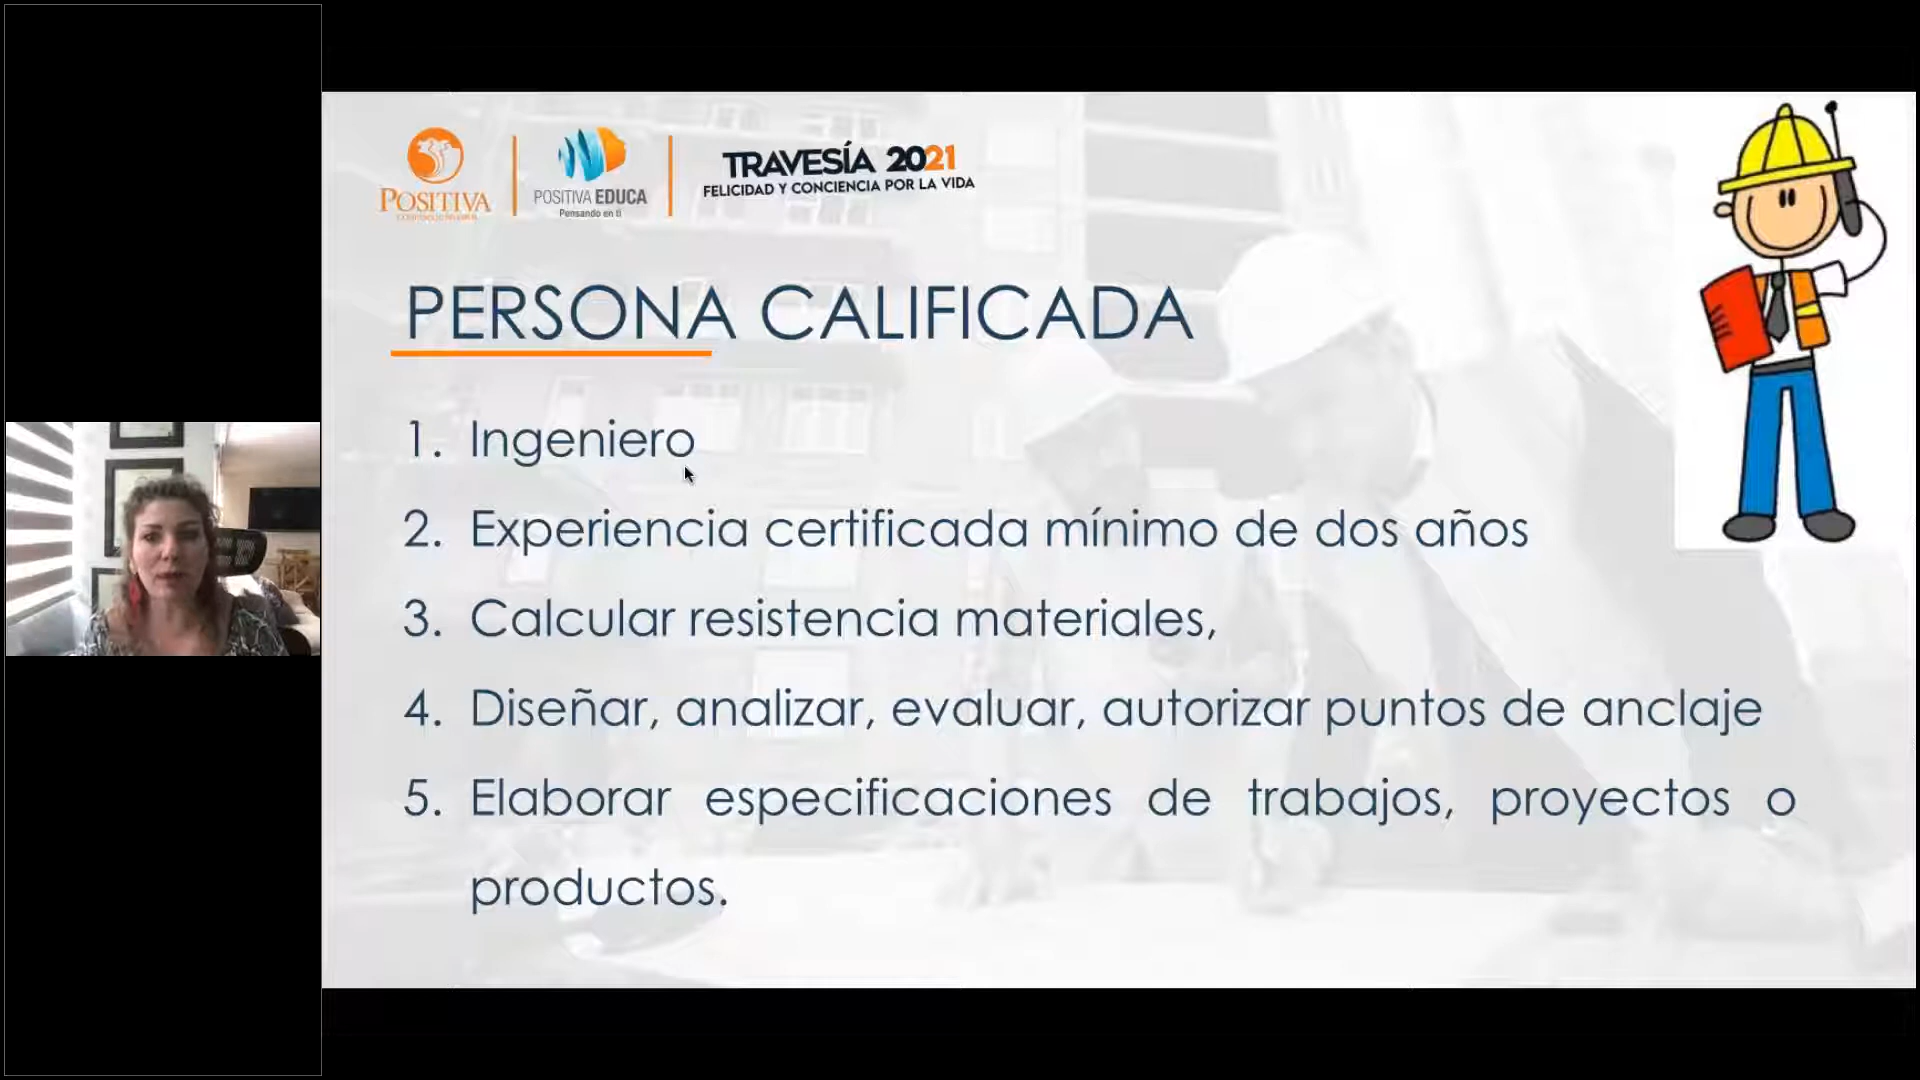 POSITIVA
POSITIVA EDUCA
Pensando en ti
TRAVESÍA 2021
FELICIDAD Y CONCIENCIA POR LA VIDA
PERSONA CALIFICADA
1. Ingeniero
2. Experiencia certificada mínimo de dos años
3. Calcular resistencia materiales,
4. Diseñar, analizar, evaluar, autorizar puntos de anclaje
5. Elaborar especificaciones de trabajos, proyectos o
productos.